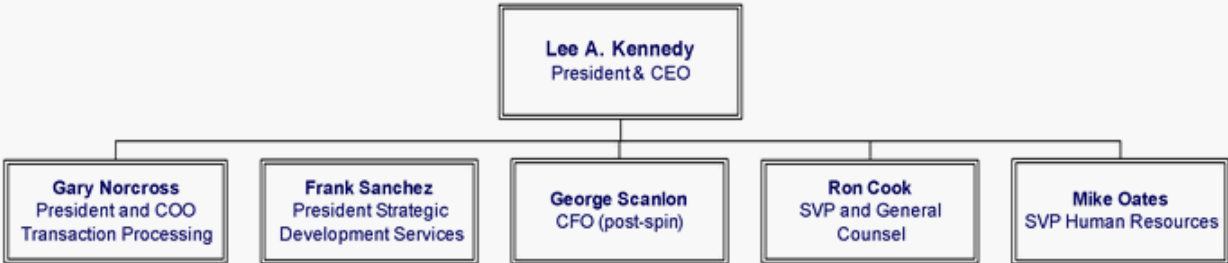 Lee A. Kennedy
President & CEO
Gary Norcross
President and COO
Transaction Processing
Frank Sanchez
President Strategic
Development Services
George Scanlon
CFO (post-spin)
Ron Cook
SVP and General
Counsel
Mike Oates
SVP Human Resources